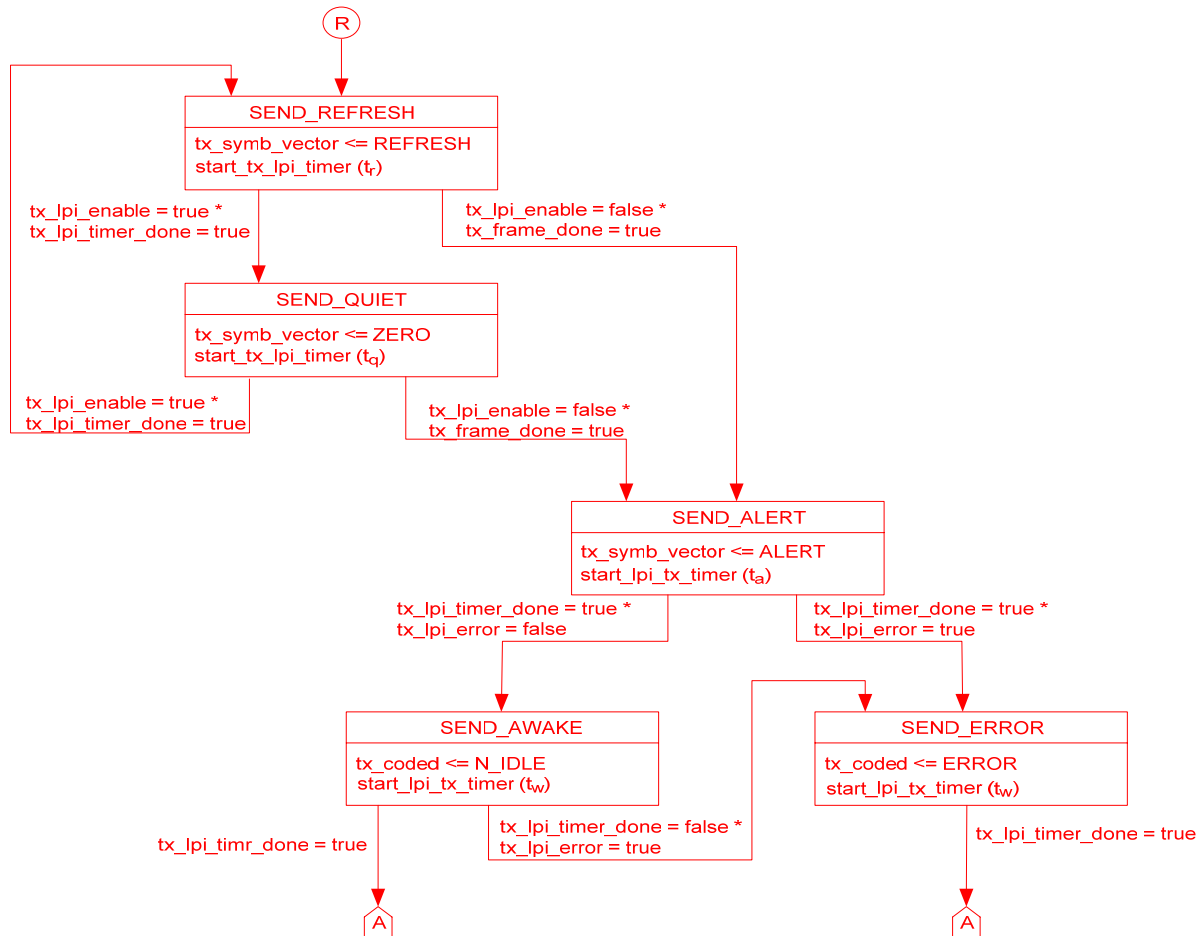 R
SEND_REFRESH
tx_symb_vector <= REFRESH
start_tx_lpi_timer (tr)
tx_lpi_enable = true *
tx_lpi_timer_done = true
tx_lpi_enable = false *
tx_frame_done = true
SEND_QUIET
tx_symb_vector <= ZERO
start_tx_lpi_timer (tq)
tx_lpi_enable = true *
tx_lpi_timer_done = true
tx_lpi_enable = false *
tx_frame_done = true
SEND_ALERT
tx_symb_vector <= ALERT
start_lpi_tx_timer (ta)
tx_lpi_timer_done = true *
tx_lpi_error = false
tx_lpi_timer_done = true *
tx_lpi_error = true
SEND_AWAKE
tx_coded <= N_IDLE
start_lpi_tx_timer (tw)
SEND_ERROR
tx_coded <= ERROR
start_lpi_tx_timer (tw)
tx_lpi_timr_done = true
tx_lpi_timer_done = false *
tx_lpi_error = true
tx_lpi_timer_done = true
A
A